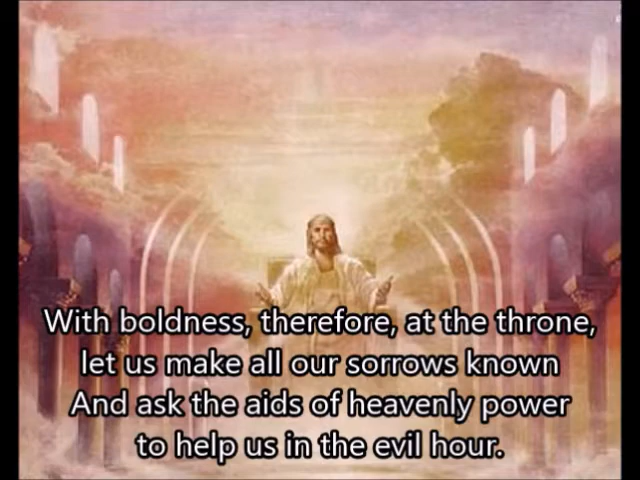 With boldness, therefore, at the throne,
let us make all our sorrows known
And ask the aids of heavenly power
to help us in the evil hour.